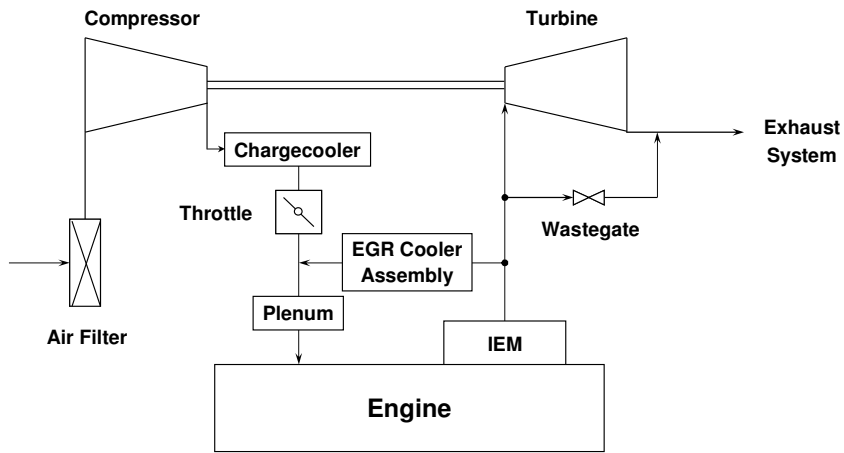 Compressor
Turbine
Exhaust
System
Chargecooler
Throttle
Wastegate
EGR Cooler
Assembly
Plenum
Air Filter
IEM
Engine